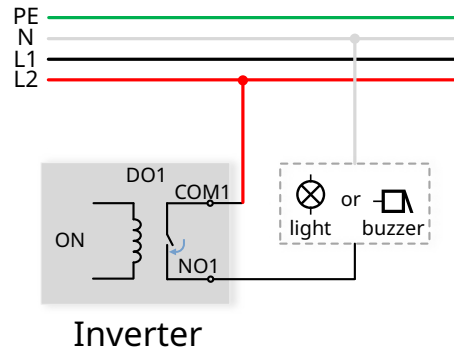 PE
N
L1
L2
DO1
COM1
ON
NO1
or
light
buzzer
Inverter